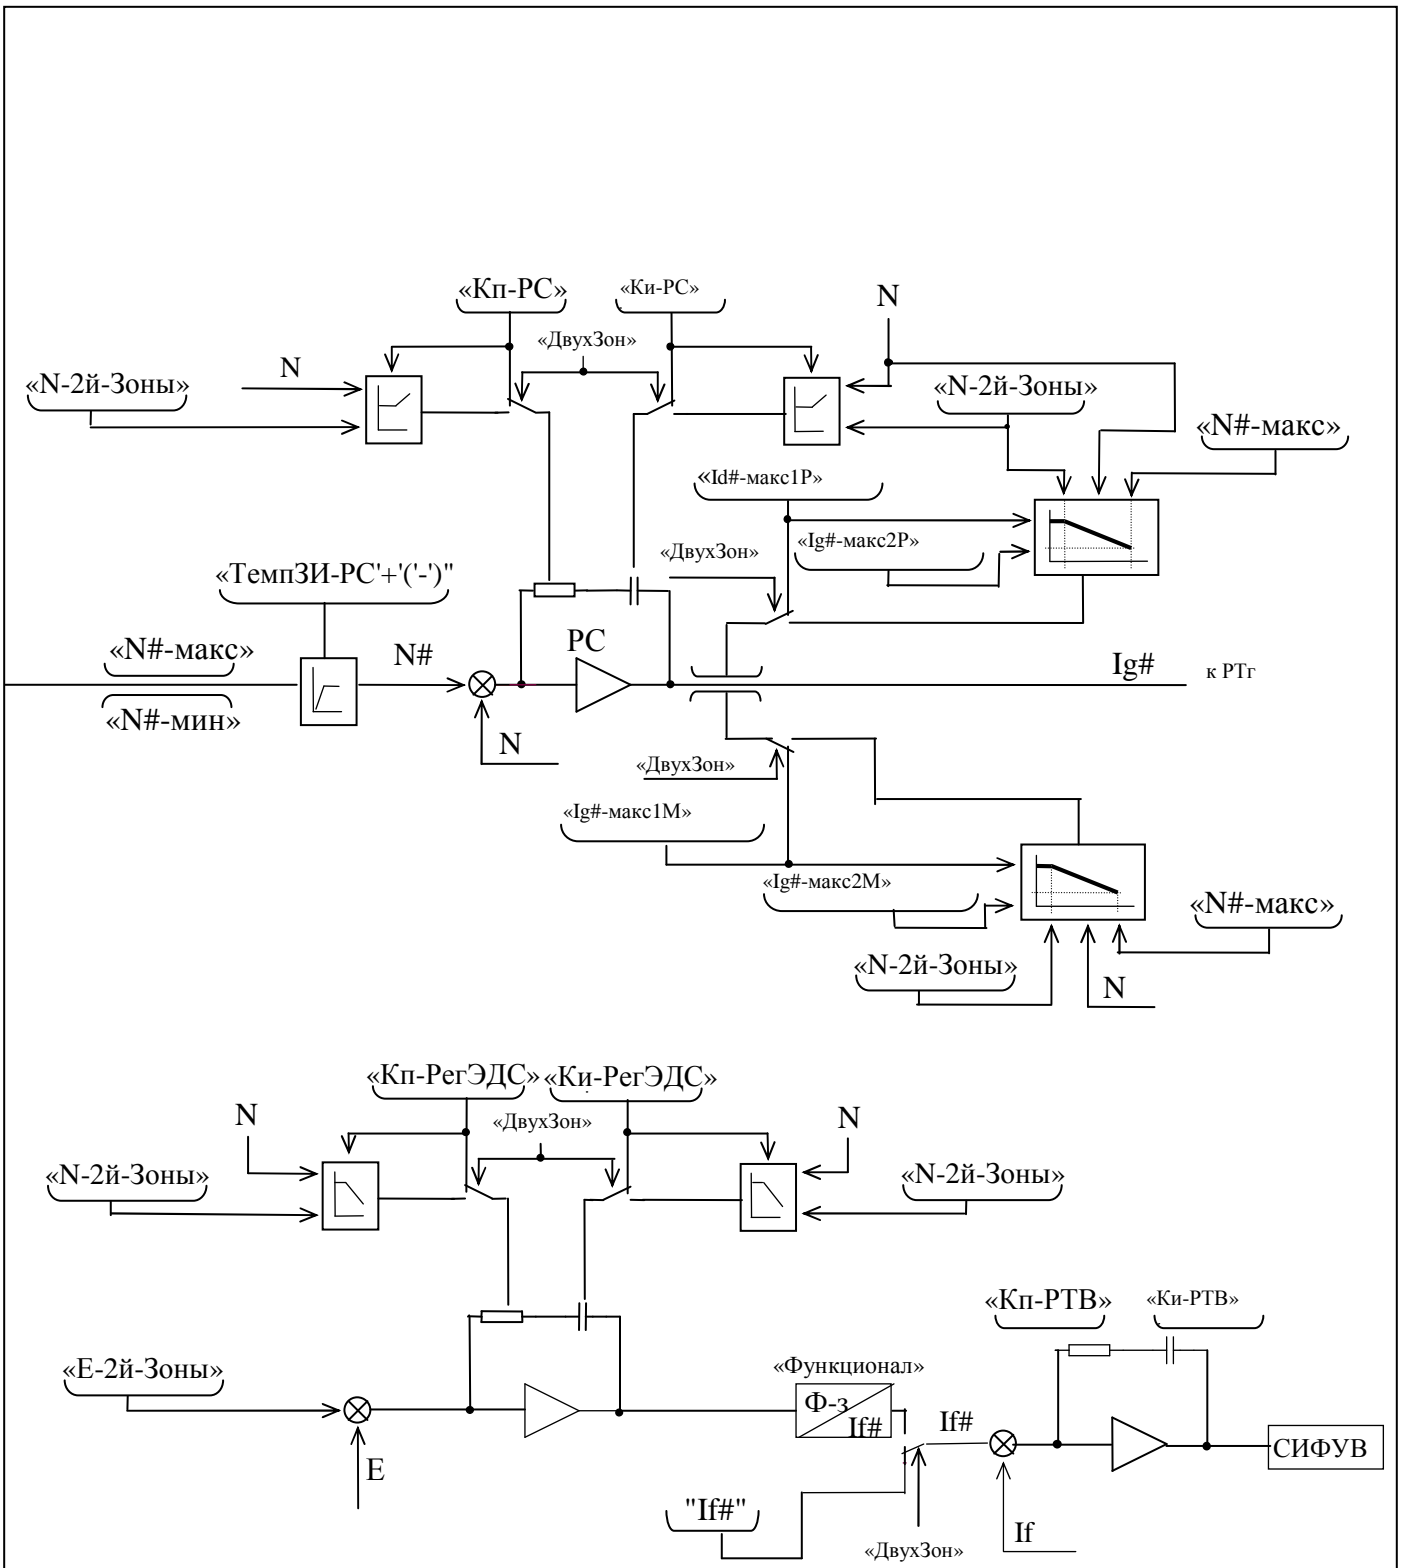 «Кп-РС»
«Ки-РС»
N
«ДвухЗон»
N
«N-2й-Зоны»
«N-2й-Зоны»
«N#-макс»
«Id#-макс1Р»
«Ig#-макс2Р»
«ДвухЗон»
«ТемпЗИ-РС'+'('-')"
РС
«N#-макс»
N#
Ig#
к РТг
«N#-мин»
N
«ДвухЗон»
«Ig#-макс1М»
«Ig#-макс2М»
«N#-макс»
«N-2й-Зоны»
N
«Кп-РегЭДС»
«Ки-РегЭДС»
N
«ДвухЗон»
N
«N-2й-Зоны»
«N-2й-Зоны»
«Кп-РТВ»
«Ки-РТВ»
«Е-2й-Зоны»
«Функционал»
Ф-з
If#
If#
СИФУВ
Е
"If#"
If
«ДвухЗон»